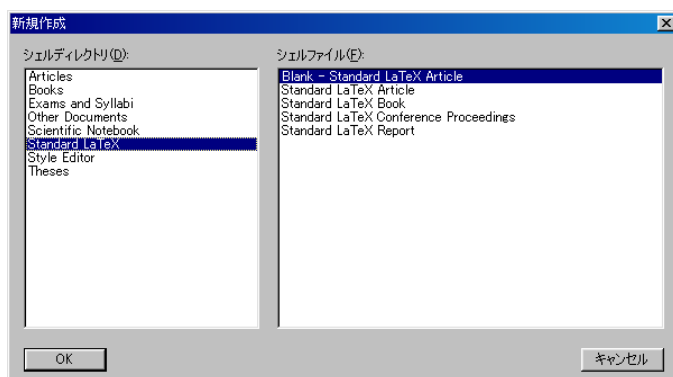 新規作成
シェルディレクトリ(D):
Articles
Books
Exams and Syllabi
Other Documents
Scientific Notebook
Standard LaTeX
Style Editor
Theses
シェルファイル(F):
Blank - Standard LaTeX Article
Standard LaTeX Article
Standard LaTeX Book
Standard LaTeX Conference Proceedings
Standard LaTeX Report
OK
キャンセル